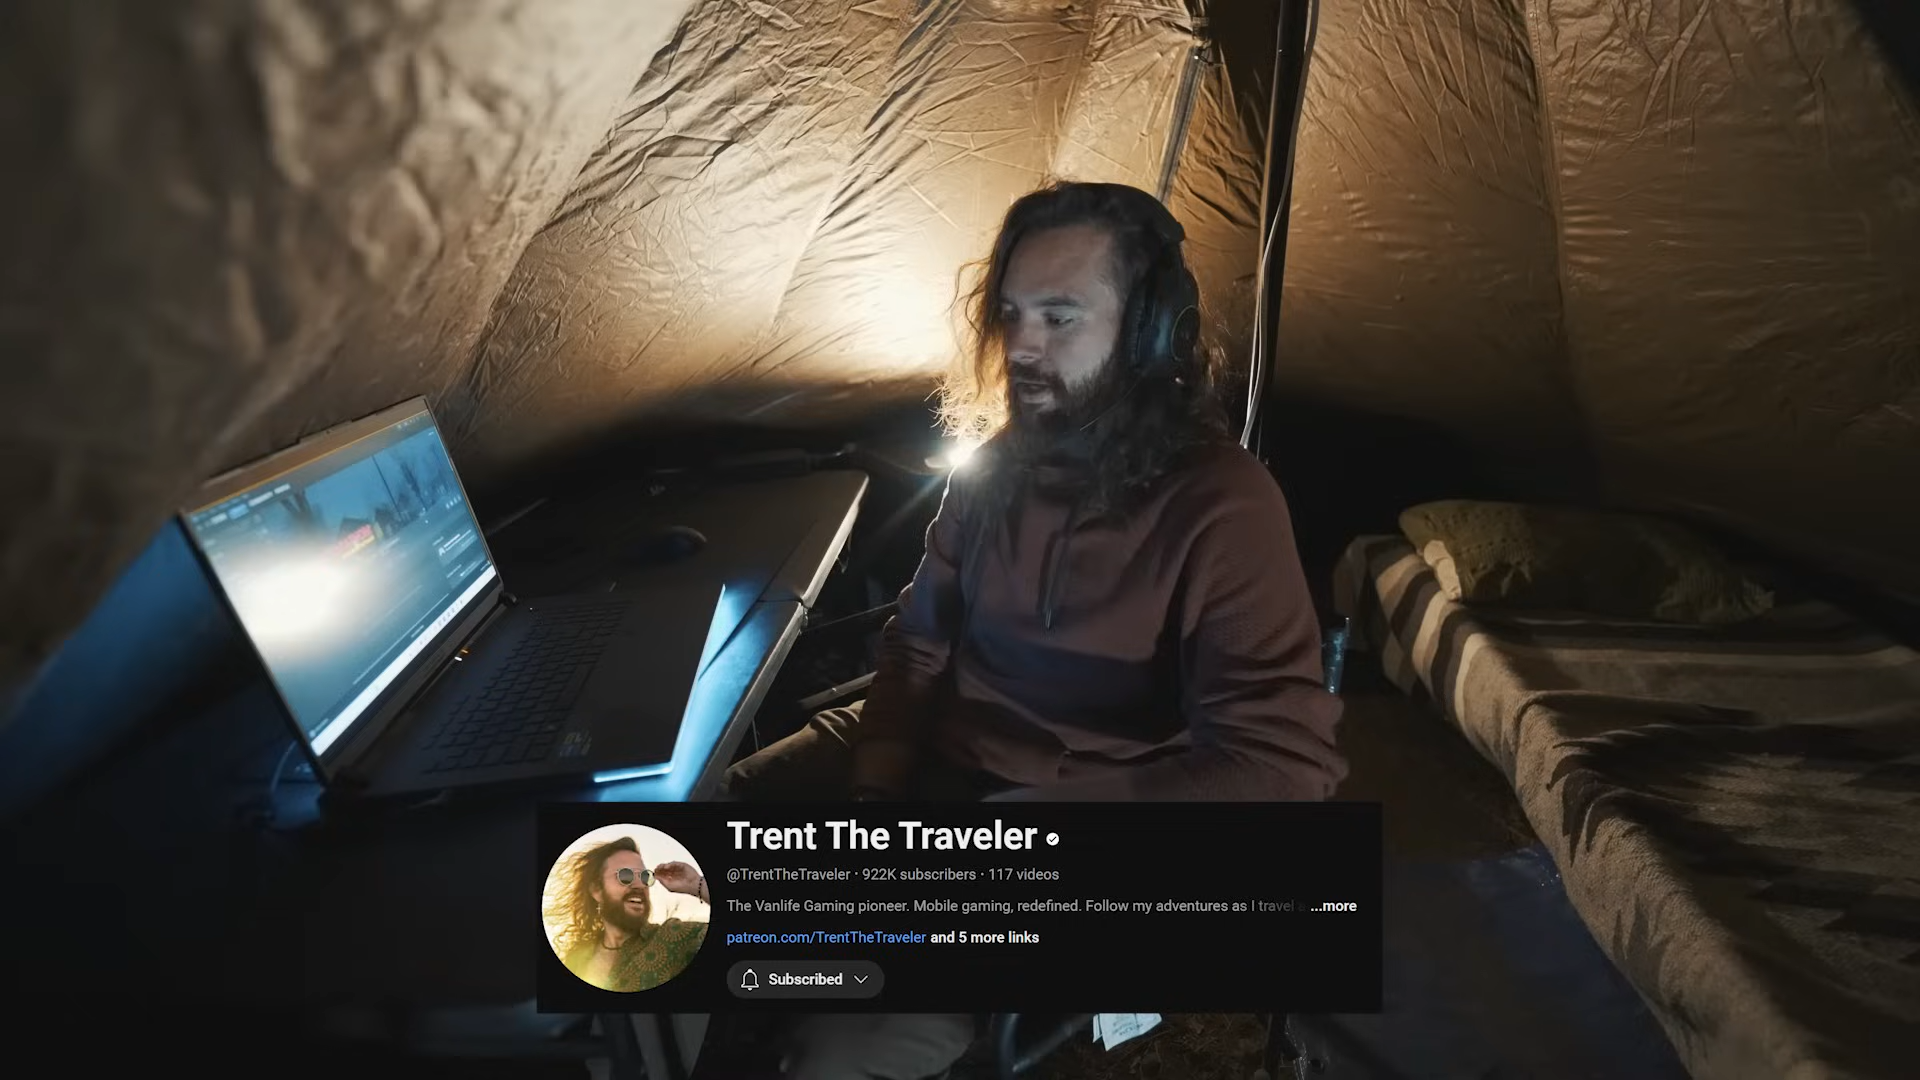 Trent The Traveler
@TrentTheTraveler · 922K subscribers · 117 videos
The Vanlife Gaming pioneer. Mobile gaming, redefined. Follow my adventures as I travel ...more
patreon.com/TrentTheTraveler and 5 more links
Subscribed